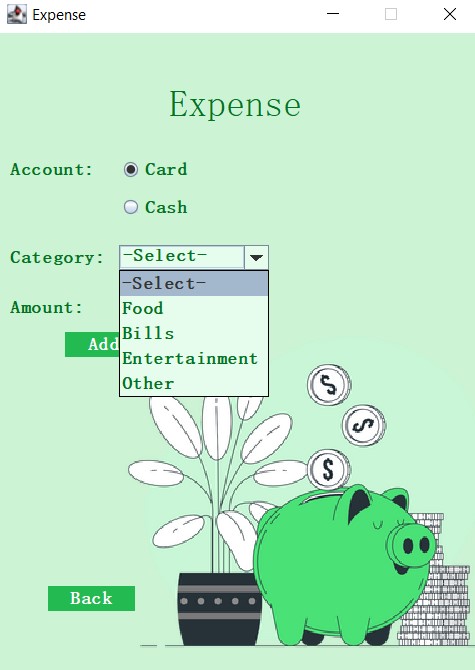 Expense
Expense
Account: Card
Cash
Category: -Select-
-Select-
Food
Amount:
Bills
Add
Entertainment
Other
$
$
$
Back